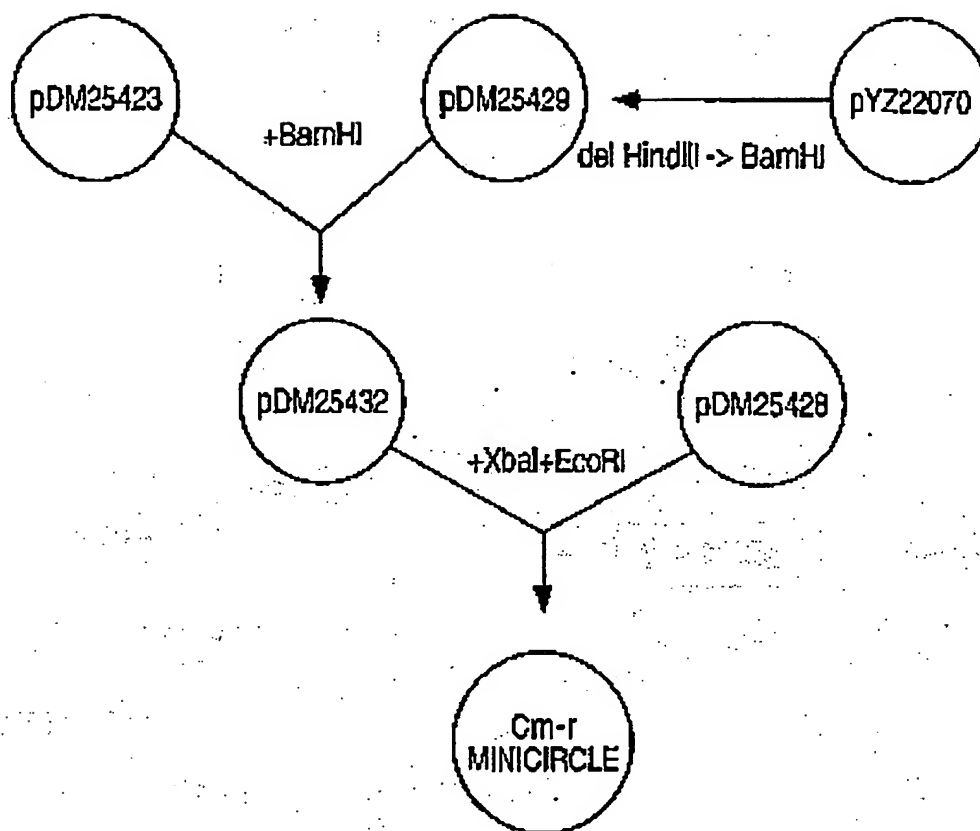 pDM25423
pDM25429
pYZ22070
+BamHI
del HindIII -> BamHI
pDM25432
pDM25428
+XbaI+EcoRI
Cm-r
MINICIRCLE